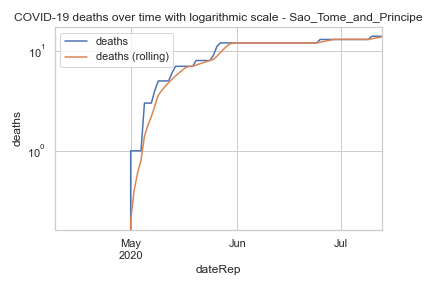 COVID-19 deaths over time with logarithmic scale - Sao_Tome_and_Principe
deaths
deaths (rolling)
10¹
10⁰
deaths
May
2020
Jun
Jul
dateRep